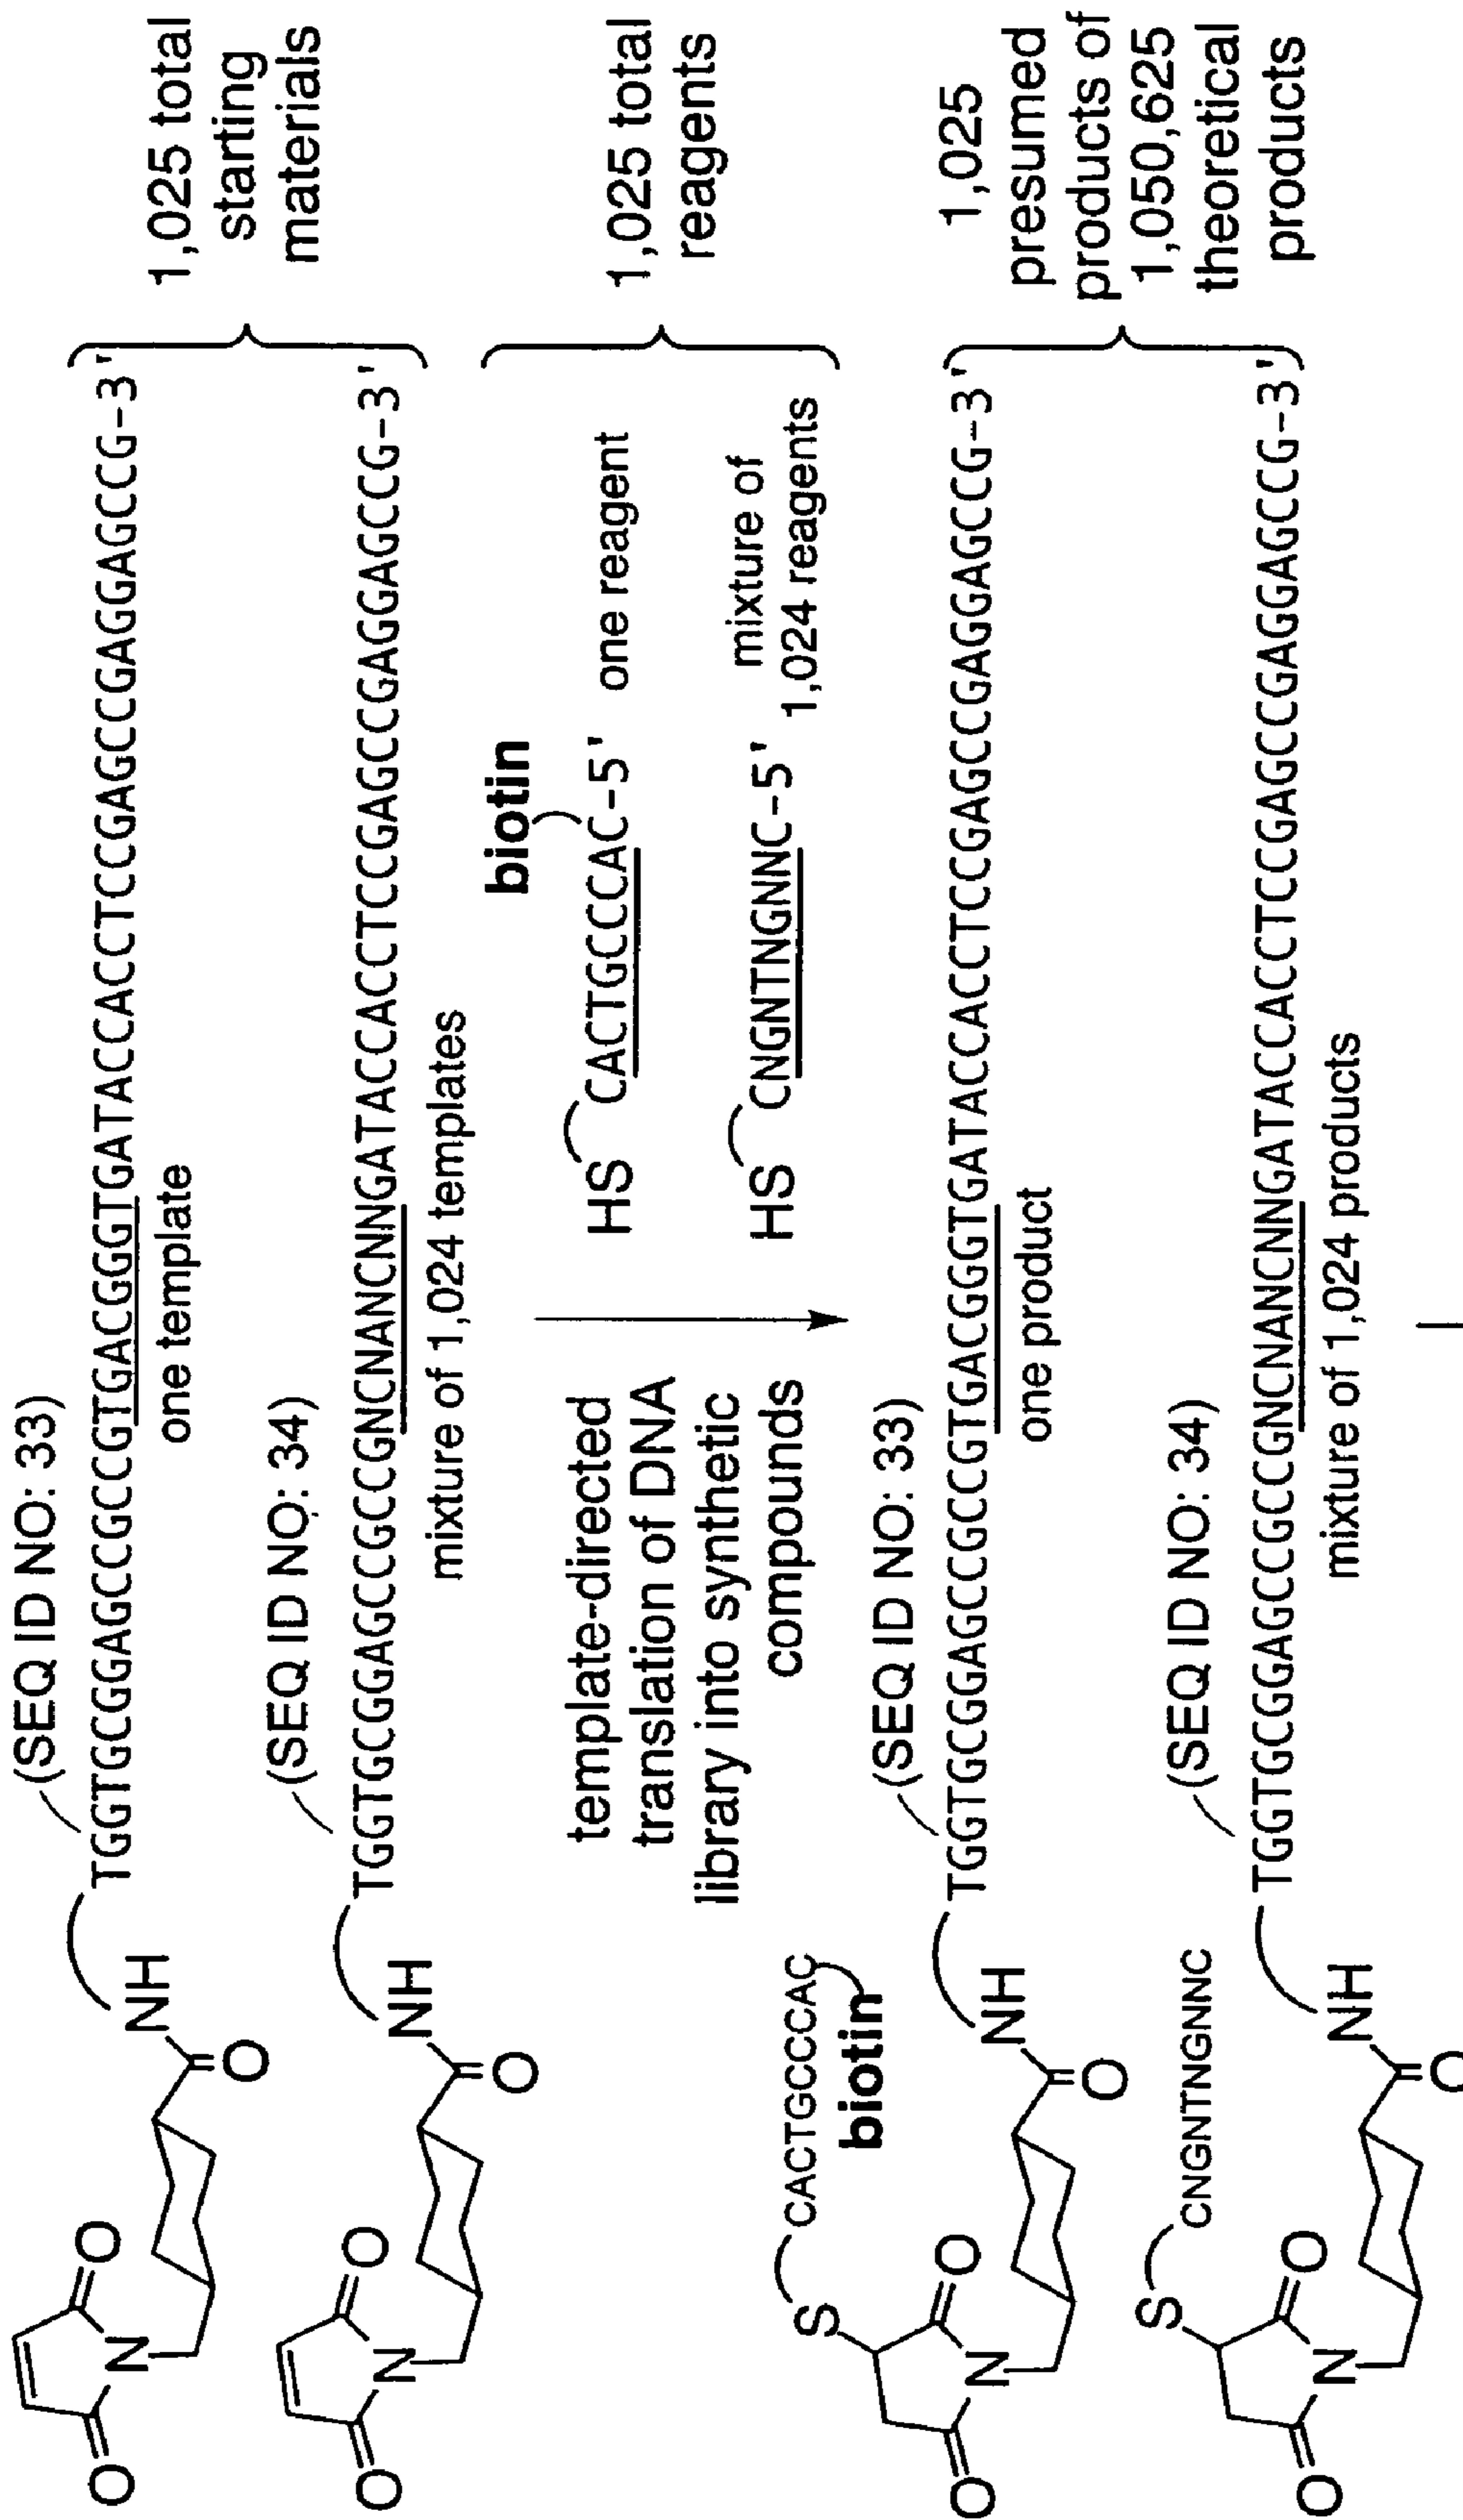 (SEQ ID NO: 33)
O N O NH O
TGGTGCGGAGCCGCCGTGACGGGTGATACCACCTCCGAGCCGAGGAGCCG-3'
one template
(SEQ ID NO: 34)
O N O NH O
TGGTGCGGAGCCGCCGNCNANCNNGATACCACCTCCGAGCCGAGGAGCCG-3'
mixture of 1,024 templates
1,025 total
starting
materials
template-directed
translation of DNA
library into synthetic
compounds
biotin
HS CACTGCCCAC-5' one reagent
HS CNGNTNGNNC-5' mixture of
1,024 reagents
1,025 total
reagents
CACTGCCCAC
biotin
(SEQ ID NO: 33)
S O N O NH O
TGGTGCGGAGCCGCCGTGACGGGTGATACCACCTCCGAGCCGAGGAGCCG-3'
one product
CNGNTNGNNC
(SEQ ID NO: 34)
S O N O NH O
TGGTGCGGAGCCGCCGNCNANCNNGATACCACCTCCGAGCCGAGGAGCCG-3'
mixture of 1,024 products
1,025
presumed
products of
1,050,625
theoretical
products